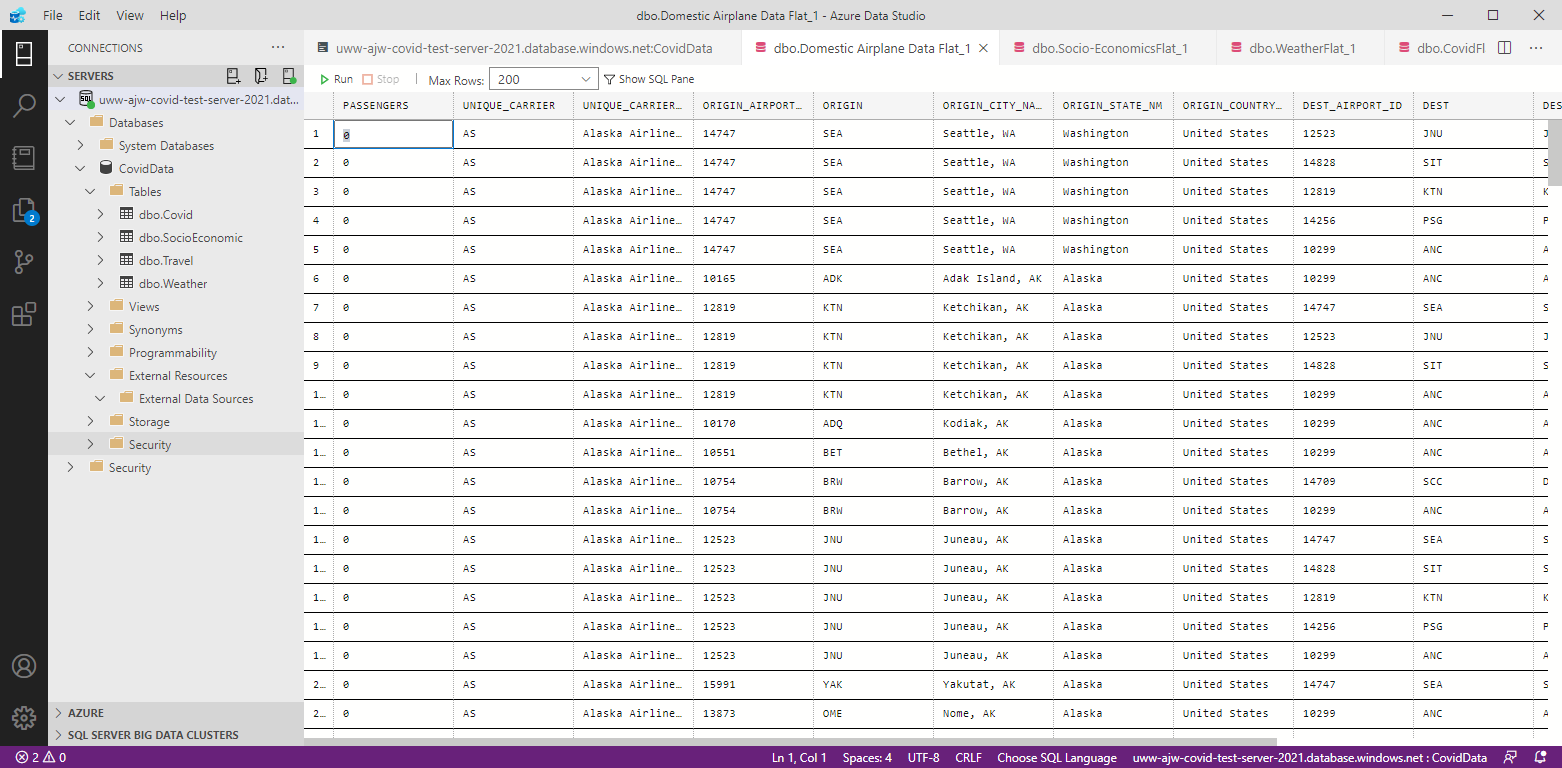 File Edit View Help dbo.Domestic Airplane Data Flat_1 - Azure Data Studio
CONNECTIONS ... uww-ajw-covid-test-server-2021.database.windows.net:CovidData dbo.Domestic Airplane Data Flat_1 dbo.Socio-EconomicsFlat_1 dbo.WeatherFlat_1 dbo.CovidFl ...
SERVERS Run Stop Max Rows: 200 Show SQL Pane
uww-ajw-covid-test-server-2021.dat...
Databases
System Databases
CovidData
Tables
dbo.Covid
dbo.SocioEconomic
dbo.Travel
dbo.Weather
Views
Synonyms
Programmability
External Resources
External Data Sources
Storage
Security
Security
AZURE
SQL SERVER BIG DATA CLUSTERS
2
PASSENGERS UNIQUE_CARRIER UNIQUE_CARRIER… ORIGIN_AIRPORT… ORIGIN ORIGIN_CITY_NA… ORIGIN_STATE_NM ORIGIN_COUNTRY… DEST_AIRPORT_ID DEST DES
1 0 AS Alaska Airline… 14747 SEA Seattle, WA Washington United States 12523 JNU J
2 0 AS Alaska Airline… 14747 SEA Seattle, WA Washington United States 14828 SIT S
3 0 AS Alaska Airline… 14747 SEA Seattle, WA Washington United States 12819 KTN K
4 0 AS Alaska Airline… 14747 SEA Seattle, WA Washington United States 14256 PSG P
5 0 AS Alaska Airline… 14747 SEA Seattle, WA Washington United States 10299 ANC A
6 0 AS Alaska Airline… 10165 ADK Adak Island, AK Alaska United States 10299 ANC A
7 0 AS Alaska Airline… 12819 KTN Ketchikan, AK Alaska United States 14747 SEA S
8 0 AS Alaska Airline… 12819 KTN Ketchikan, AK Alaska United States 12523 JNU J
9 0 AS Alaska Airline… 12819 KTN Ketchikan, AK Alaska United States 14828 SIT S
1… 0 AS Alaska Airline… 12819 KTN Ketchikan, AK Alaska United States 10299 ANC A
1… 0 AS Alaska Airline… 10170 ADQ Kodiak, AK Alaska United States 10299 ANC A
1… 0 AS Alaska Airline… 10551 BET Bethel, AK Alaska United States 10299 ANC A
1… 0 AS Alaska Airline… 10754 BRW Barrow, AK Alaska United States 14709 SCC D
1… 0 AS Alaska Airline… 10754 BRW Barrow, AK Alaska United States 10299 ANC A
1… 0 AS Alaska Airline… 12523 JNU Juneau, AK Alaska United States 14747 SEA S
1… 0 AS Alaska Airline… 12523 JNU Juneau, AK Alaska United States 14828 SIT S
1… 0 AS Alaska Airline… 12523 JNU Juneau, AK Alaska United States 12819 KTN K
1… 0 AS Alaska Airline… 12523 JNU Juneau, AK Alaska United States 14256 PSG P
1… 0 AS Alaska Airline… 12523 JNU Juneau, AK Alaska United States 10299 ANC A
2… 0 AS Alaska Airline… 15991 YAK Yakutat, AK Alaska United States 14747 SEA S
2… 0 AS Alaska Airline… 13873 OME Nome, AK Alaska United States 10299 ANC A
2 0 Ln 1, Col 1 Spaces: 4 UTF-8 CRLF Choose SQL Language uww-ajw-covid-test-server-2021.database.windows.net : CovidData